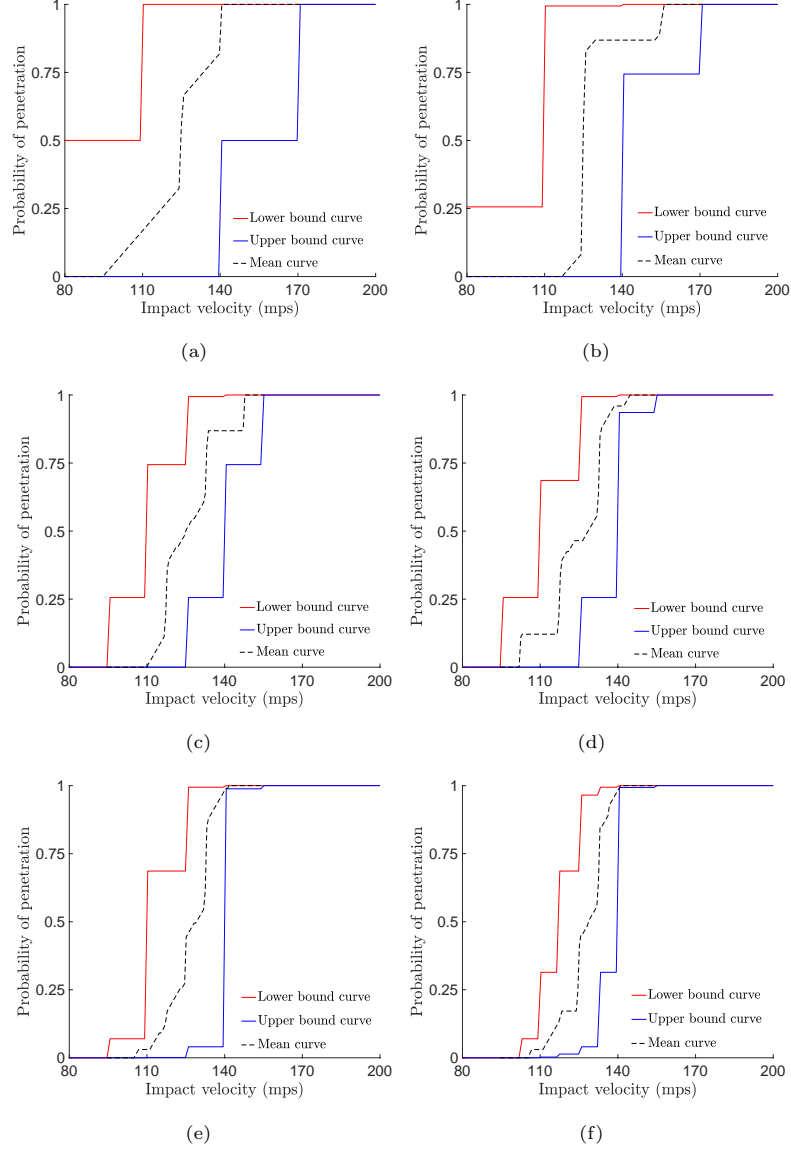 1
0.75
0.5
0.25
0
80 110 140 170 200
Probability of penetration
Impact velocity (mps)
Lower bound curve
Upper bound curve
Mean curve
(a)
1
0.75
0.5
0.25
0
80 110 140 170 200
Probability of penetration
Impact velocity (mps)
Lower bound curve
Upper bound curve
Mean curve
(b)
1
0.75
0.5
0.25
0
80 110 140 170 200
Probability of penetration
Impact velocity (mps)
Lower bound curve
Upper bound curve
Mean curve
(c)
1
0.75
0.5
0.25
0
80 110 140 170 200
Probability of penetration
Impact velocity (mps)
Lower bound curve
Upper bound curve
Mean curve
(d)
1
0.75
0.5
0.25
0
80 110 140 170 200
Probability of penetration
Impact velocity (mps)
Lower bound curve
Upper bound curve
Mean curve
(e)
1
0.75
0.5
0.25
0
80 110 140 170 200
Probability of penetration
Impact velocity (mps)
Lower bound curve
Upper bound curve
Mean curve
(f)